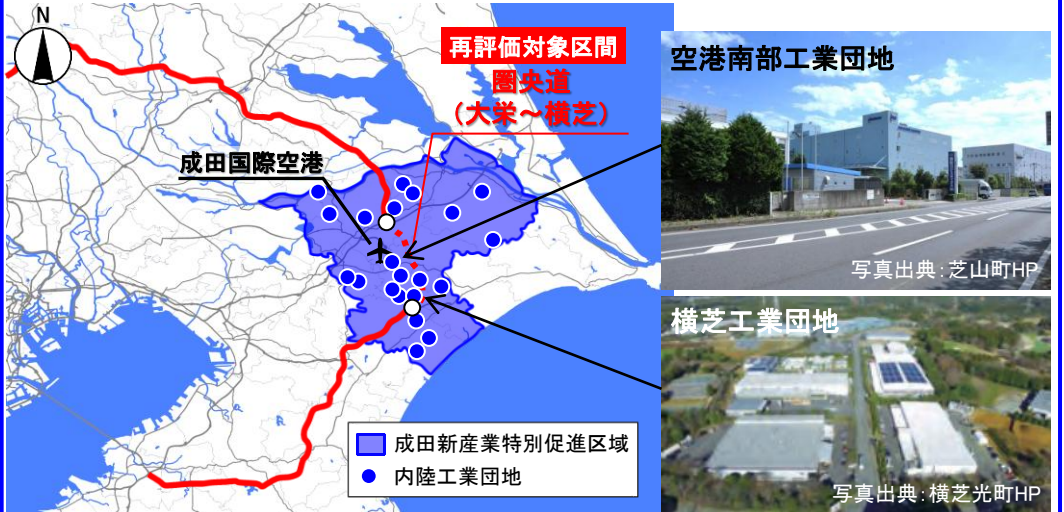 N
再評価対象区間
圏央道
（大栄～横芝）
成田国際空港
成田新産業特別促進区域
内陸工業団地
空港南部工業団地
写真出典：芝山町HP
横芝工業団地
写真出典：横芝光町HP